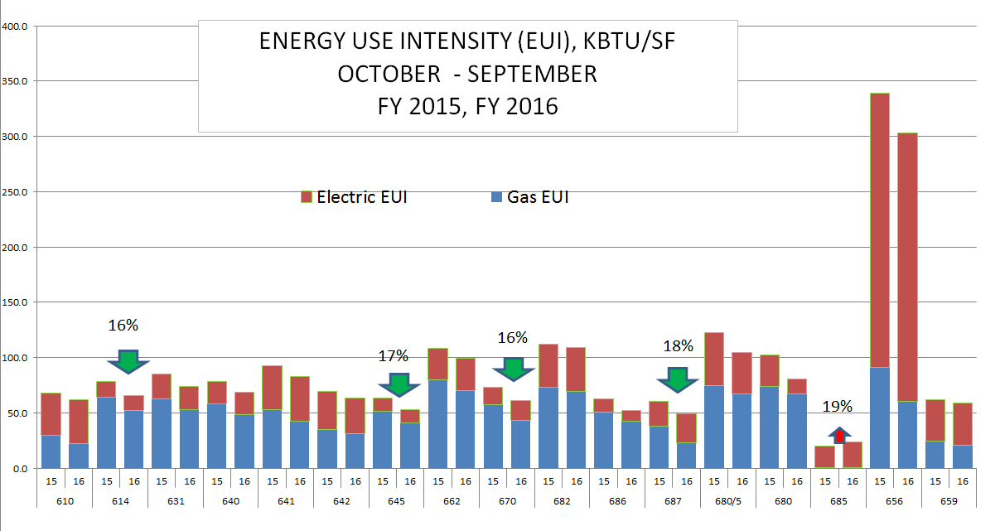 ENERGY USE INTENSITY (EUI), KBTU/SF
OCTOBER - SEPTEMBER
FY 2015, FY 2016
400.0
350.0
300.0
250.0
200.0
150.0
100.0
50.0
0.0
Electric EUI Gas EUI
16%
17%
16%
18%
19%
15 16 15 16 15 16 15 16 15 16 15 16 15 16 15 16 15 16 15 16 15 16 15 16 15 16 15 16 15 16 15 16 15 16
610 614 631 640 641 642 645 662 670 682 686 687 680/5 680 685 656 659